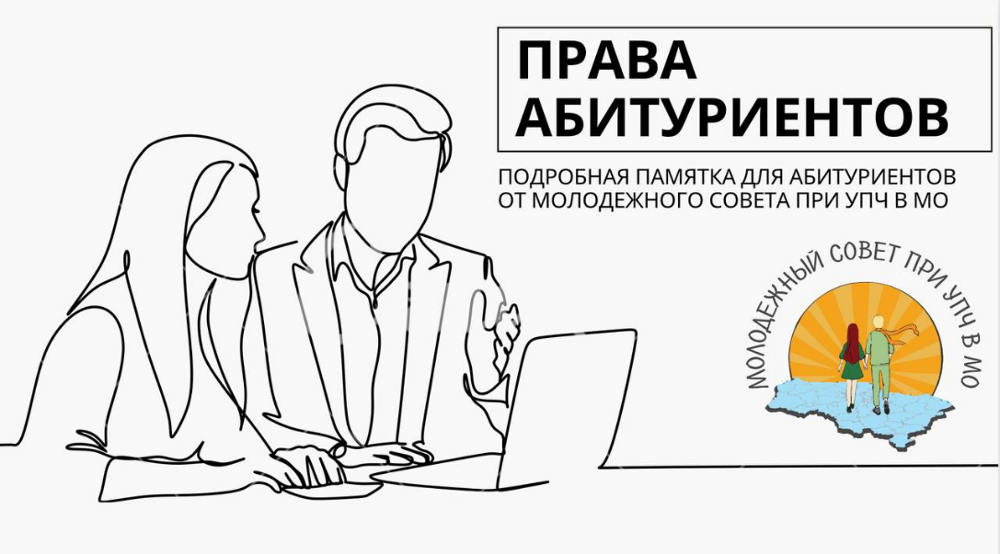 ПРАВА
АБИТУРИЕНТОВ
ПОДРОБНАЯ ПАМЯТКА ДЛЯ АБИТУРИЕНТОВ
ОТ МОЛОДЕЖНОГО СОВЕТА ПРИ УПЧ В МО
МОЛОДЕЖНЫЙ СОВЕТ ПРИ УПЧ В МО